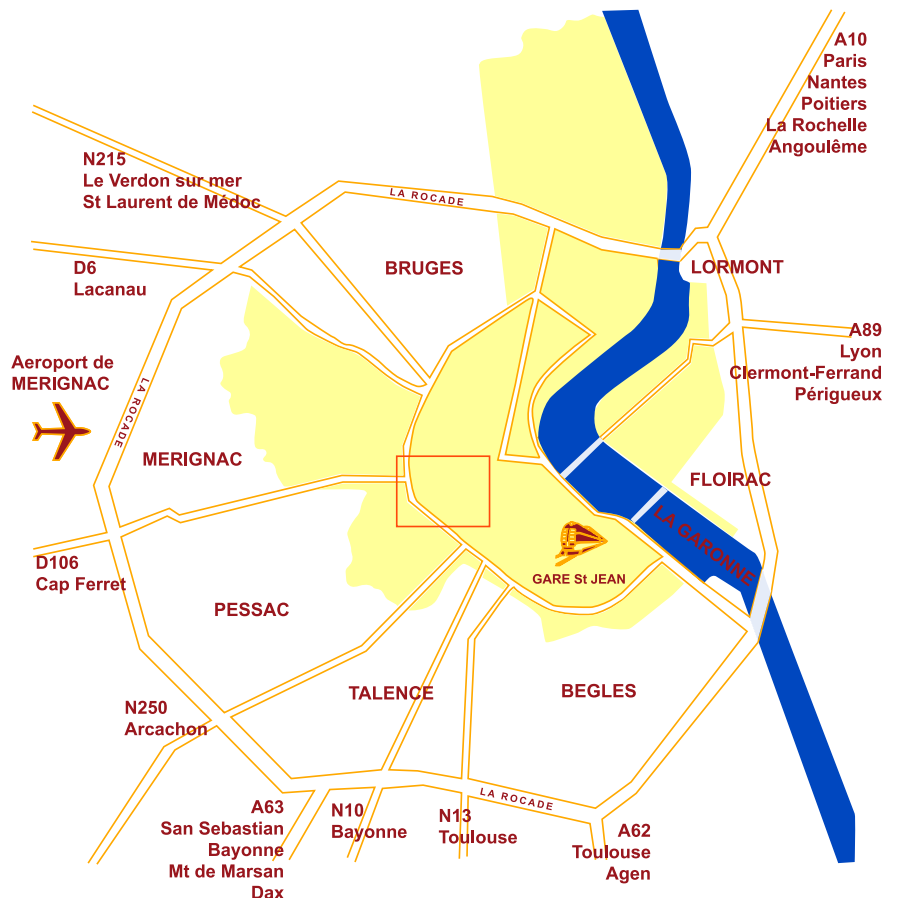 A10
Paris
Nantes
Poitiers
La Rochelle
Angoulême
N215
Le Verdon sur mer
St Laurent de Médoc
LA ROCADE
D6
Lacanau
BRUGES
LORMONT
A89
Lyon
Clermont-Ferrand
Périgueux
Aeroport de
MERIGNAC
LA ROCADE
MERIGNAC
FLOIRAC
LA GARONNE
D106
Cap Ferret
GARE St JEAN
PESSAC
TALENCE
BEGLES
N250
Arcachon
LA ROCADE
A63
San Sebastian
Bayonne
Mt de Marsan
Dax
N10
Bayonne
N13
Toulouse
A62
Toulouse
Agen